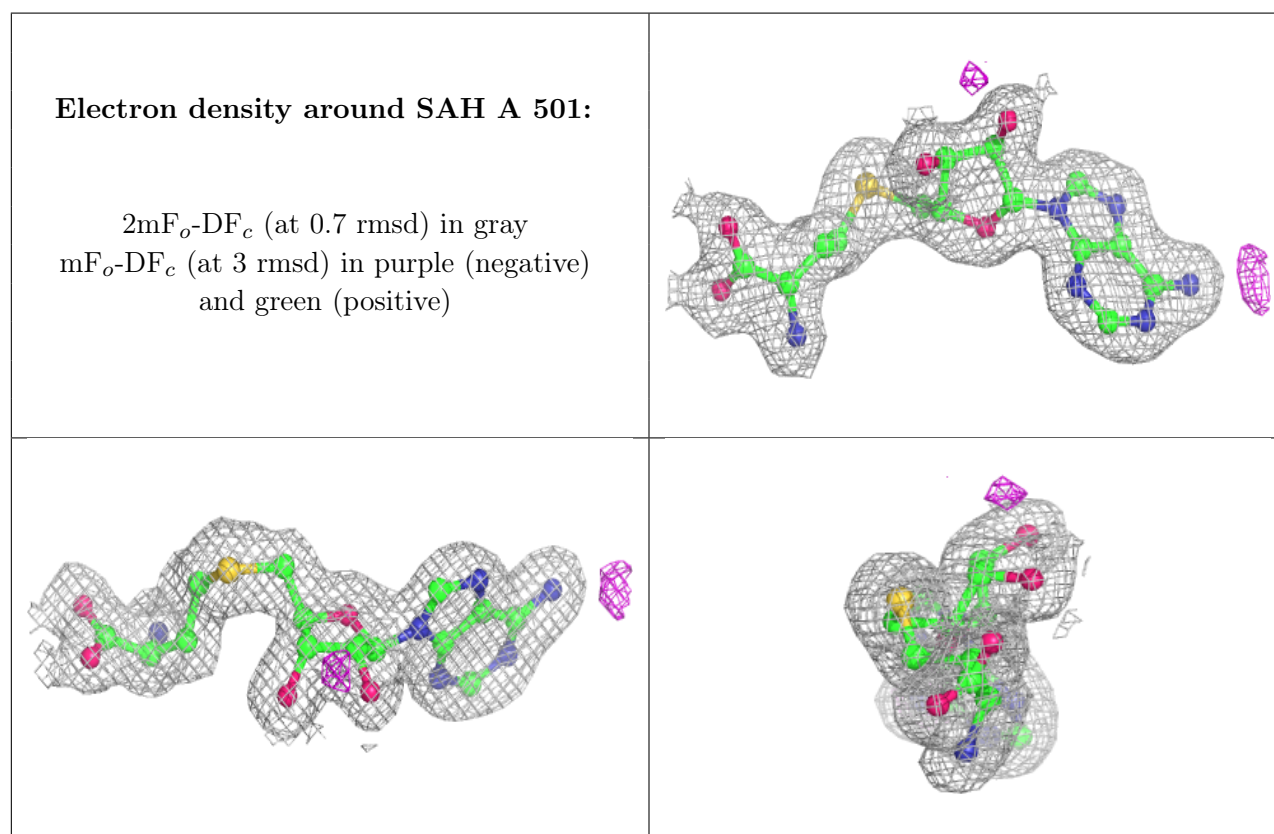 Electron density around SAH A 501:
2mFo-DFc (at 0.7 rmsd) in gray
mFo-DFc (at 3 rmsd) in purple (negative)
and green (positive)